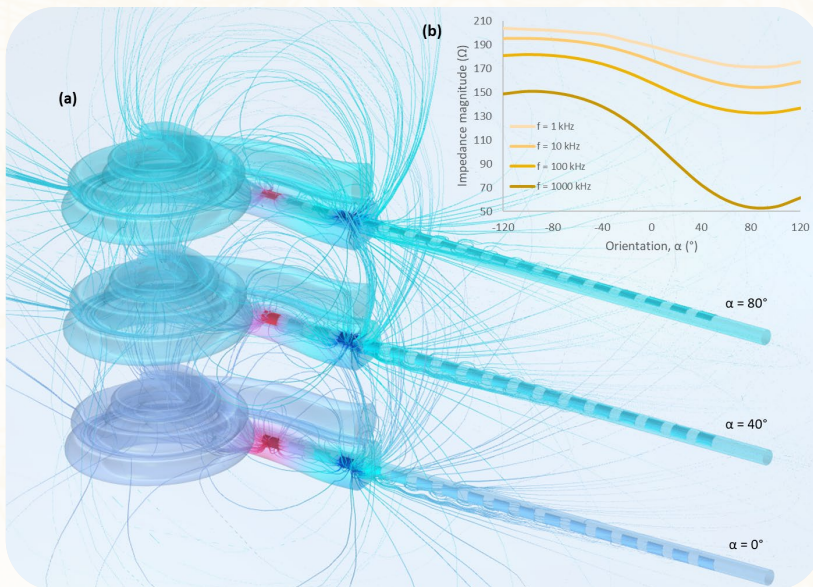 (a)
(b)
Impedance magnitude (Ω)
210
190
170
150
130
110
90
70
50
f = 1 kHz
f = 10 kHz
f = 100 kHz
f = 1000 kHz
-120 -80 -40 0 40 80 120
Orientation, α (°)
α = 80°
α = 40°
α = 0°